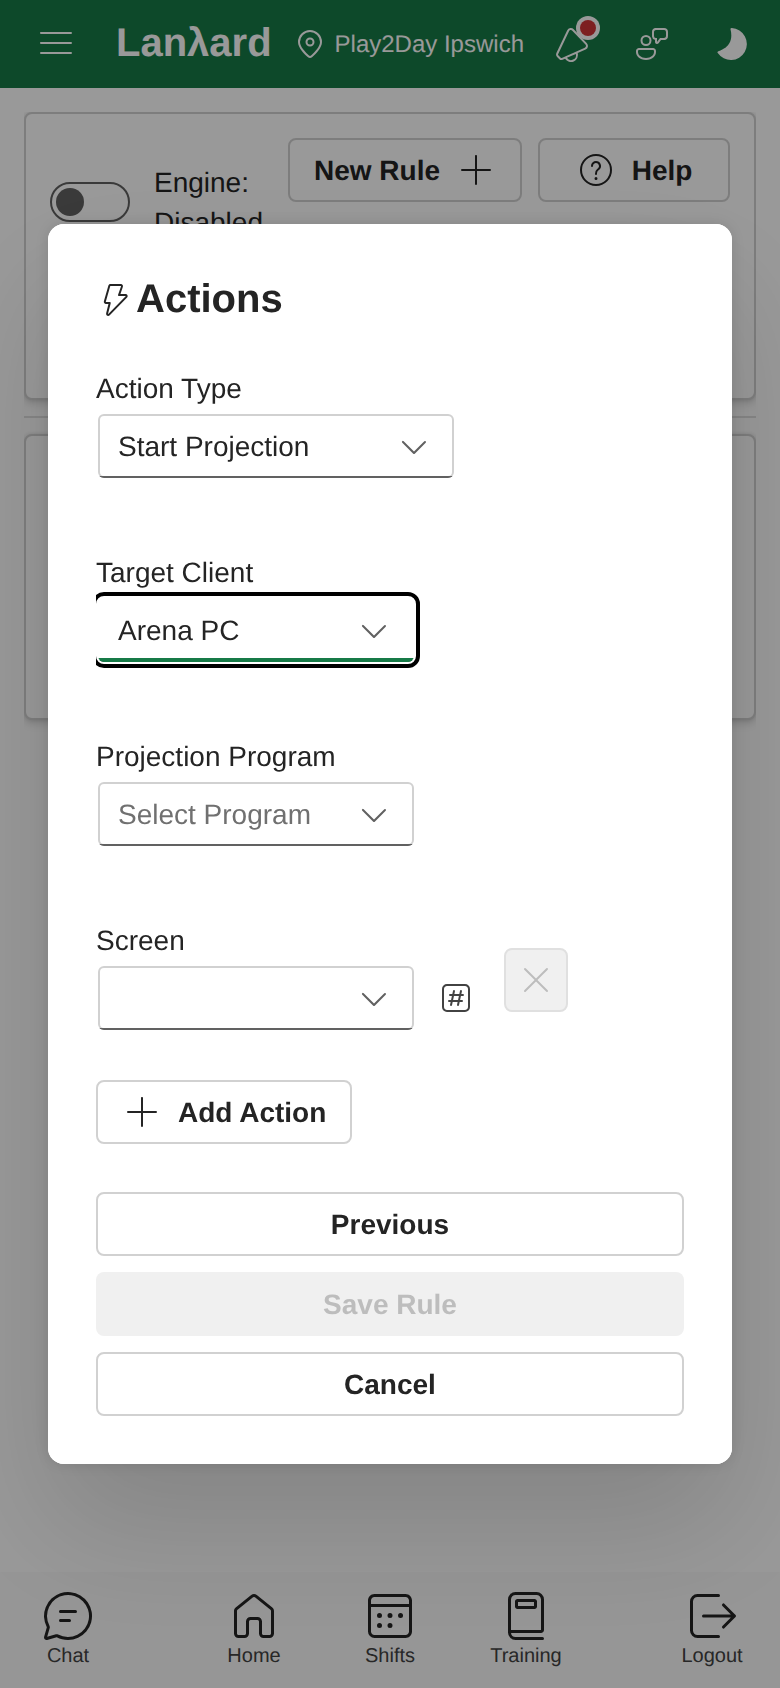 Lanλard
Play2Day Ipswich
Engine:
Disabled
New Rule
Help
Actions
Action Type
Start Projection
Target Client
Arena PC
Projection Program
Select Program
Screen
Add Action
Previous
Save Rule
Cancel
Chat
Home
Shifts
Training
Logout